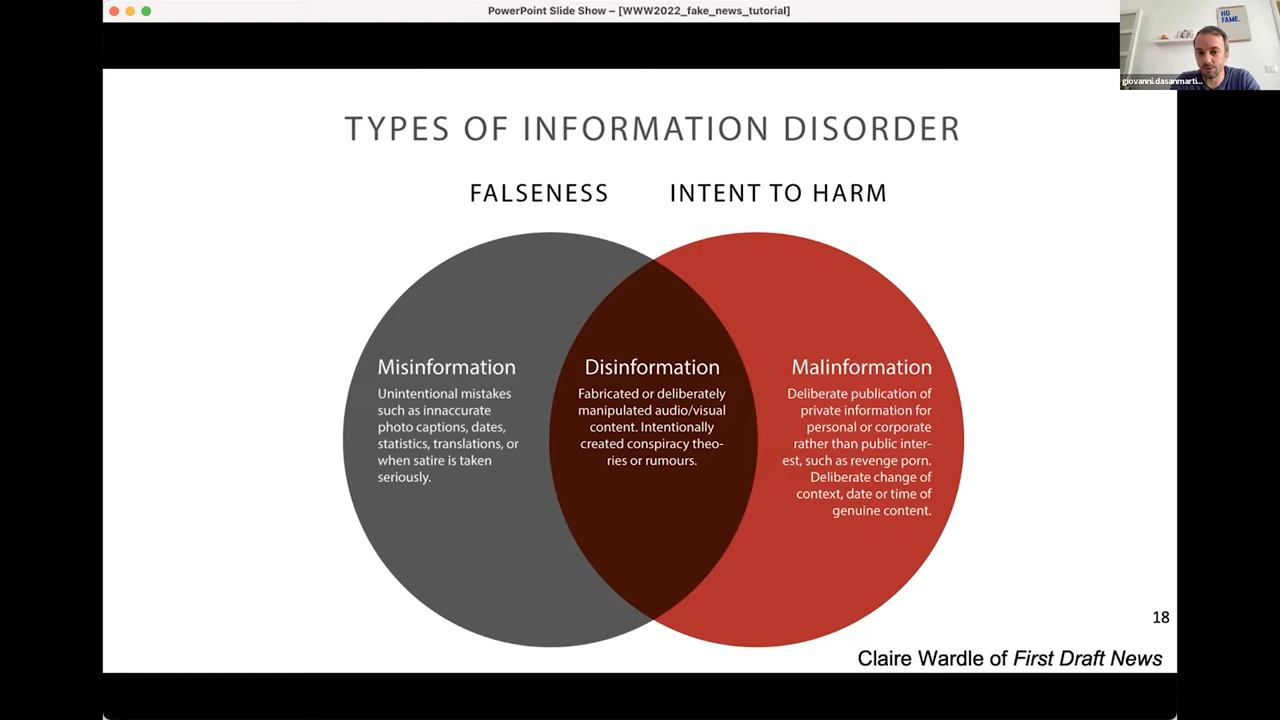 PowerPoint Slide Show – [WWW2022_fake_news_tutorial]
HO
FAME.
giovanni.dasanmarti...
TYPES OF INFORMATION DISORDER
FALSENESS
INTENT TO HARM
Misinformation
Unintentional mistakes
such as innaccurate
photo captions, dates,
statistics, translations, or
when satire is taken
seriously.
Disinformation
Fabricated or deliberately
manipulated audio/visual
content. Intentionally
created conspiracy theo-
ries or rumours.
Malinformation
Deliberate publication of
private information for
personal or corporate
rather than public inter-
est, such as revenge porn.
Deliberate change of
context, date or time of
genuine content.
18
Claire Wardle of First Draft News